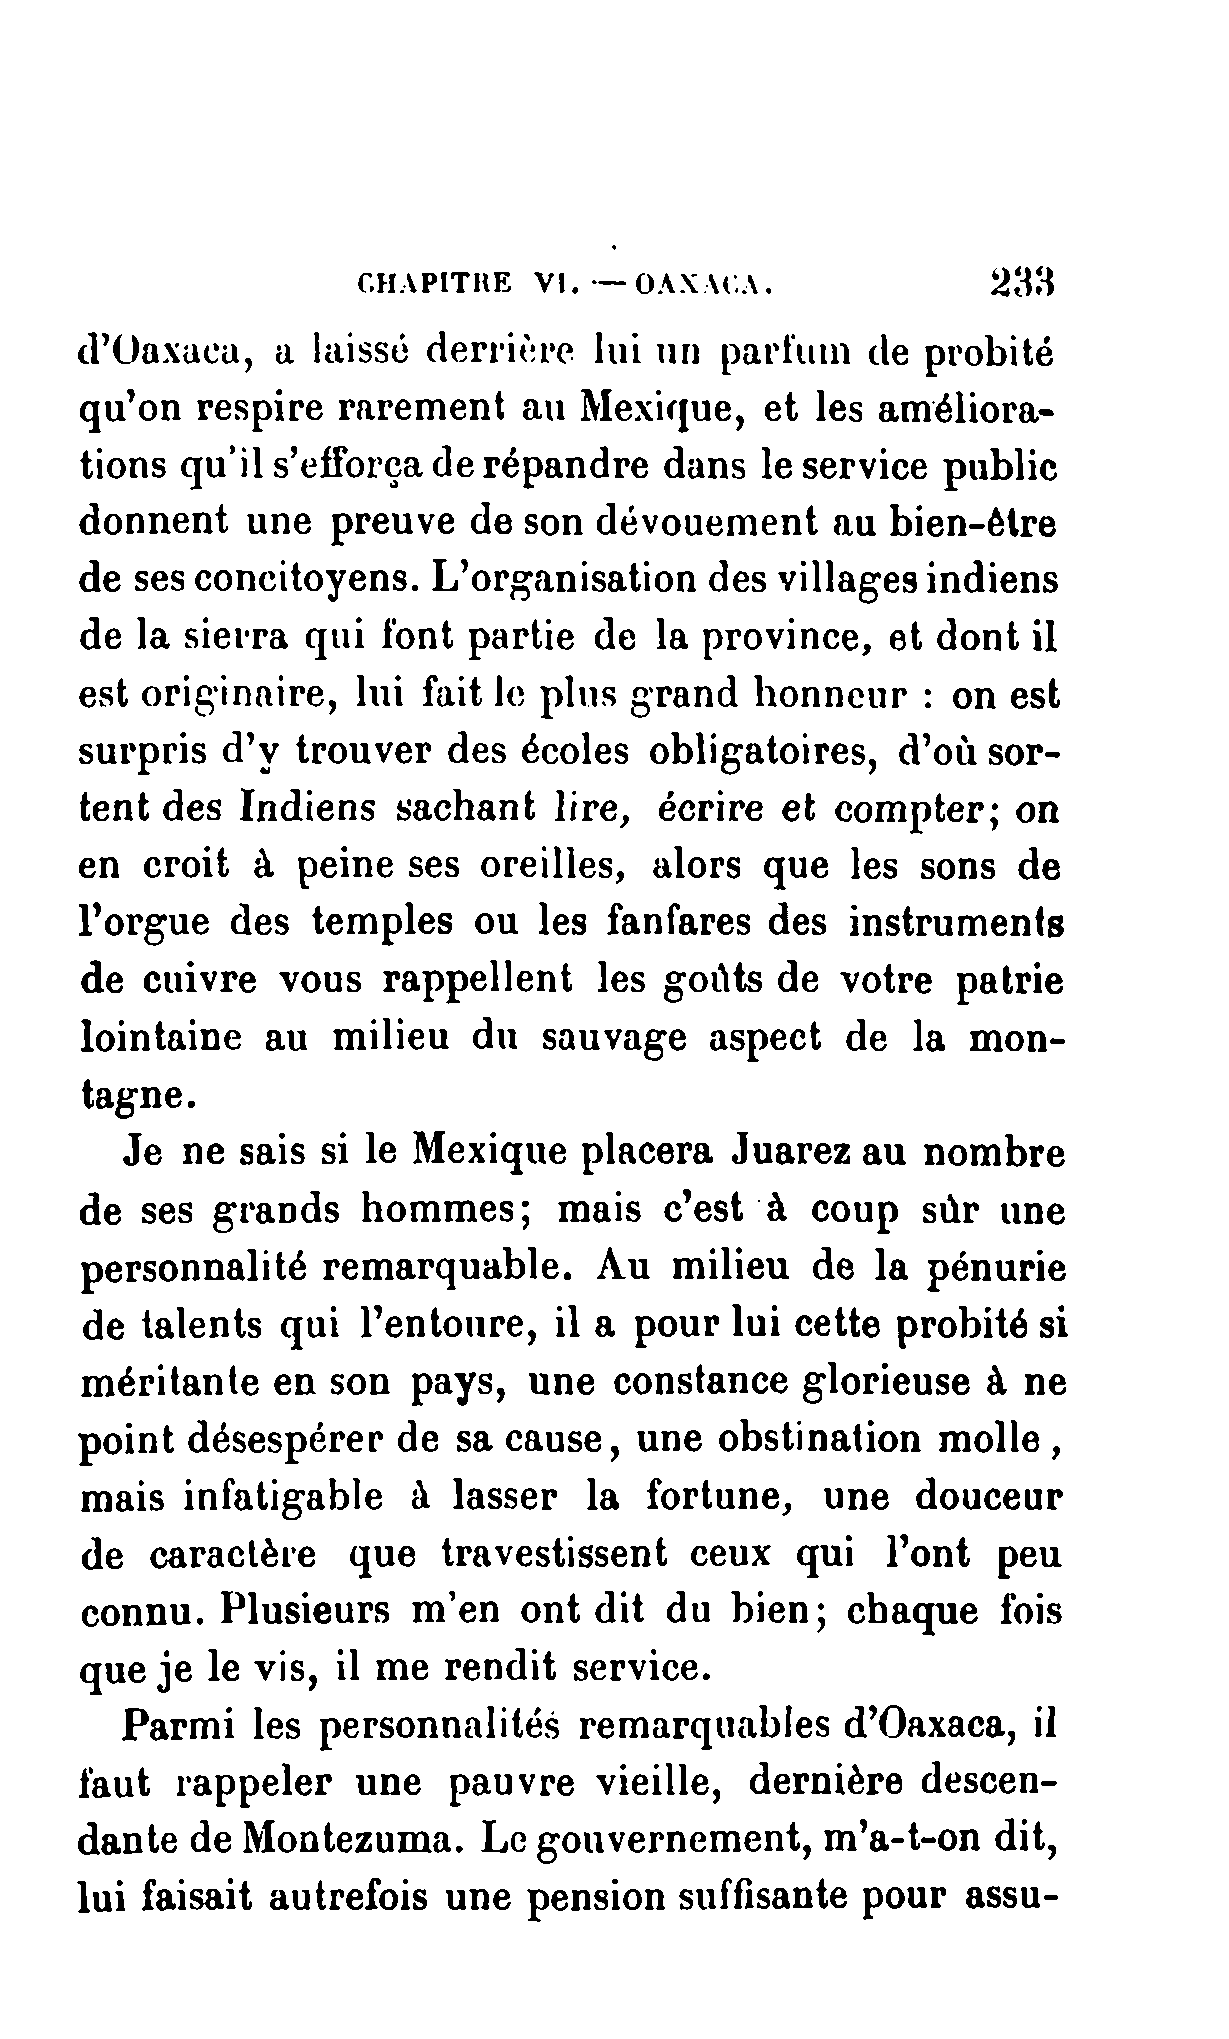 CHAPITRE VI. — OAXACA. 233
d'Oaxaca, a laissé derrière lui un parfum de probité
qu'on respire rarement au Mexique, et les améliora-
tions qu'il s'efforça de répandre dans le service public
donnent une preuve de son dévouement au bien-être
de ses concitoyens. L'organisation des villages indiens
de la sierra qui font partie de la province, et dont il
est originaire, lui fait le plus grand honneur : on est
surpris d'y trouver des écoles obligatoires, d'où sor-
tent des Indiens sachant lire, écrire et compter; on
en croit à peine ses oreilles, alors que les sons de
l'orgue des temples ou les fanfares des instruments
de cuivre vous rappellent les goûts de votre patrie
lointaine au milieu du sauvage aspect de la mon-
tagne.
Je ne sais si le Mexique placera Juarez au nombre
de ses grands hommes; mais c'est à coup sûr une
personnalité remarquable. Au milieu de la pénurie
de talents qui l'entoure, il a pour lui cette probité si
méritante en son pays, une constance glorieuse à ne
point désespérer de sa cause, une obstination molle,
mais infatigable à lasser la fortune, une douceur
de caractère que travestissent ceux qui l'ont peu
connu. Plusieurs m'en ont dit du bien; chaque fois
que je le vis, il me rendit service.
Parmi les personnalités remarquables d'Oaxaca, il
faut rappeler une pauvre vieille, dernière descen-
dante de Montezuma. Le gouvernement, m'a-t-on dit,
lui faisait autrefois une pension suffisante pour assu-